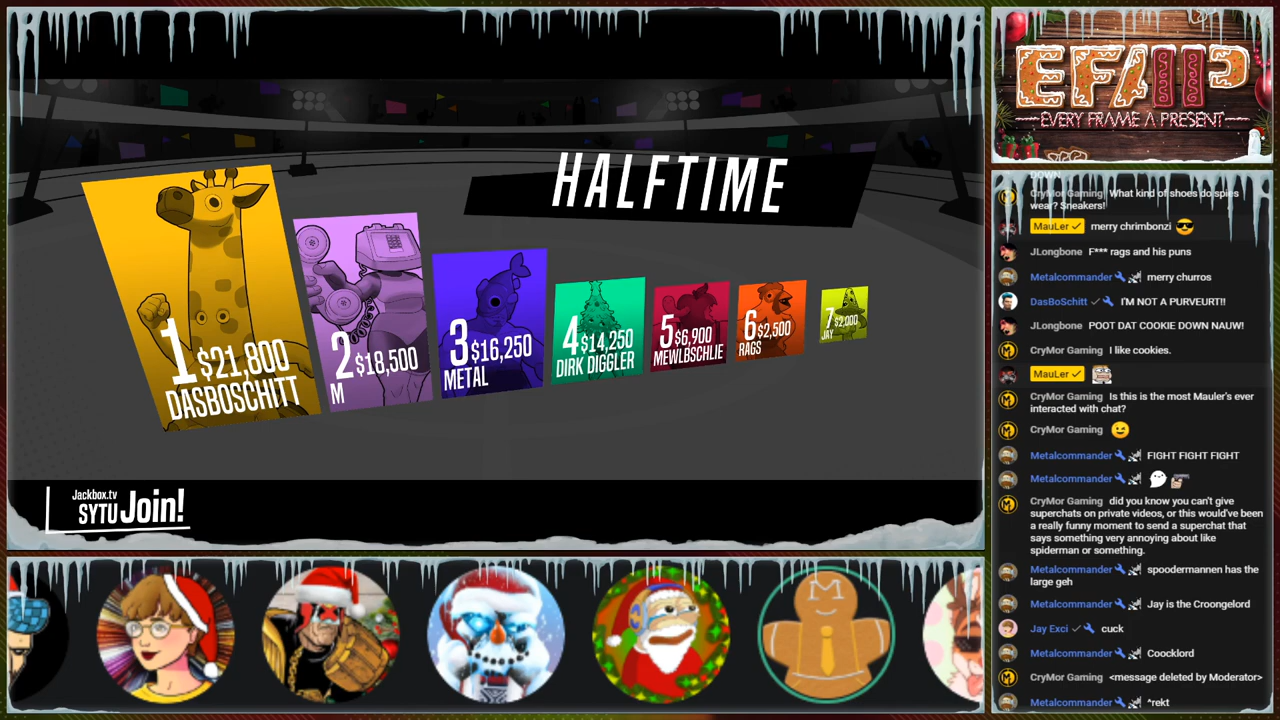 HALFTIME
1 $21,800
DASBOSCHITT
2 $18,500
M
3 $16,250
METAL
4 $14,250
DIRK DIGGLER
5 $6,900
MEWLBSCHLIE
6 $2,500
RAGS
7 $2,000
JAY
Jackbox.tv
SYTU Join!
EFAP
EVERY FRAME A PRESENT
DOWN
CryMor Gaming What kind of shoes do spies
wear? Sneakers!
MauLer merry chrimbonzi
JLongbone F*** rags and his puns
Metalcommander merry churros
DasBoSchitt I'M NOT A PURVEURT!!
JLongbone POOT DAT COOKIE DOWN NAUW!
CryMor Gaming I like cookies.
MauLer
CryMor Gaming Is this is the most Mauler's ever
interacted with chat?
CryMor Gaming
Metalcommander FIGHT FIGHT FIGHT
Metalcommander
CryMor Gaming did you know you can't give
superchats on private videos, or this would've been
a really funny moment to send a superchat that
says something very annoying about like
spiderman or something.
Metalcommander spoodermannen has the
large geh
Metalcommander Jay is the Croongelord
Jay Exci cuck
Metalcommander Coocklord
CryMor Gaming <message deleted by Moderator>
Metalcommander ^rekt
M